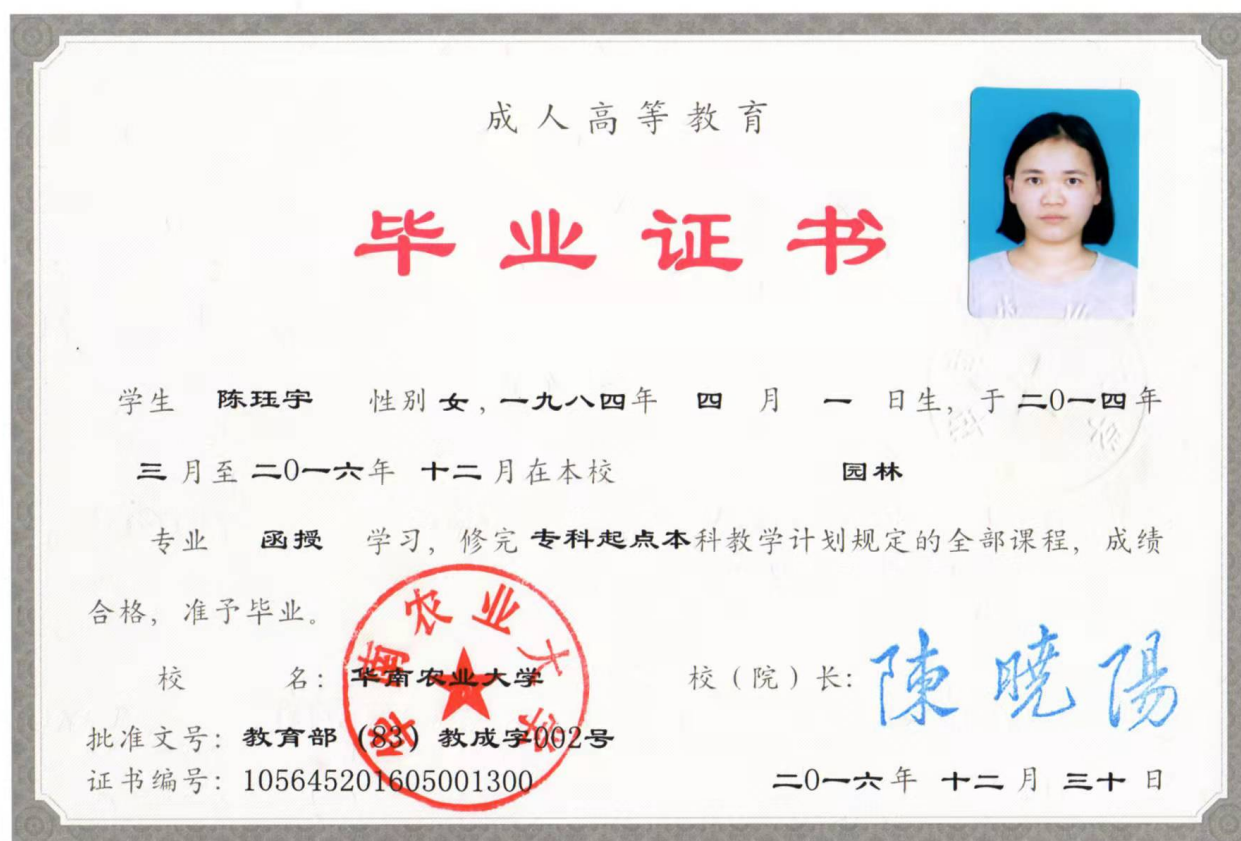 成人高等教育
毕业证书
学生 陈珏宇 性别 女，一九八四年 四 月 一 日生，于 二0一四年
三 月至 二0一六年 十二 月在本校 园林
专业 函授 学习，修完 专科起点本科教学计划规定的全部课程，成绩
合格，准予毕业。
校 名：华南农业大学
校（院）长：陳曉陽
批准文号：教育部（83）教成字002号
证书编号：105645201605001300
二0一六年 十二 月 三十 日
华南农业大学